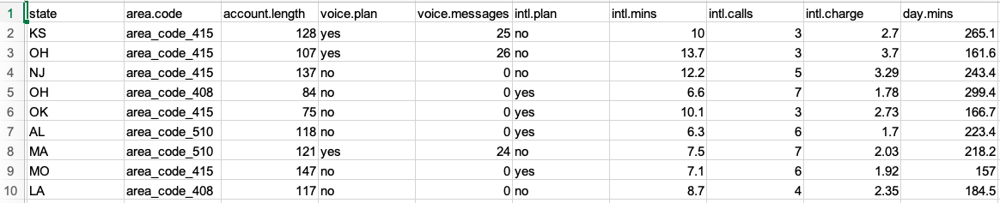 1 state area.code account.length voice.plan voice.messages intl.plan intl.mins intl.calls intl.charge day.mins
2 KS area_code_415 128 yes 25 no 10 3 2.7 265.1
3 OH area_code_415 107 yes 26 no 13.7 3 3.7 161.6
4 NJ area_code_415 137 no 0 no 12.2 5 3.29 243.4
5 OH area_code_408 84 no 0 yes 6.6 7 1.78 299.4
6 OK area_code_415 75 no 0 yes 10.1 3 2.73 166.7
7 AL area_code_510 118 no 0 yes 6.3 6 1.7 223.4
8 MA area_code_510 121 yes 24 no 7.5 7 2.03 218.2
9 MO area_code_415 147 no 0 yes 7.1 6 1.92 157
10 LA area_code_408 117 no 0 no 8.7 4 2.35 184.5